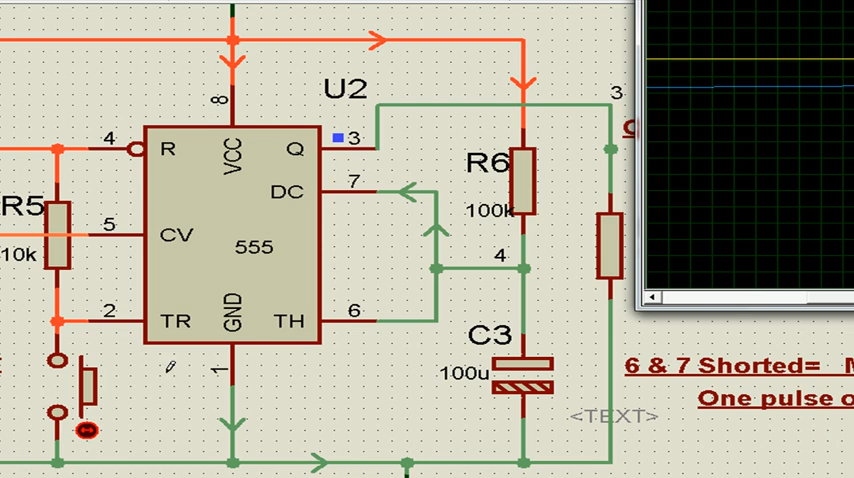 8
U2
3
4
R
VCC
Q
3
R6
7
DC
R5
100k
5
CV
555
4
10k
2
TR
GND
TH
6
C3
1
100u
6 & 7 Shorted=
One pulse o
<TEXT>